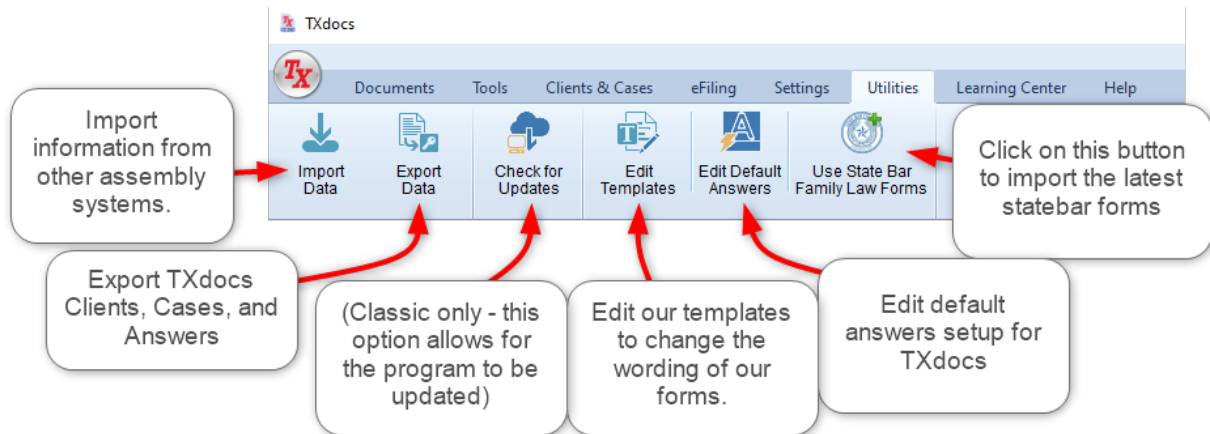 TXdocs
TX
Documents Tools Clients & Cases eFiling Settings Utilities Learning Center Help
Import
Data
Export
Data
Check for
Updates
Edit
Templates
Edit Default
Answers
Use State Bar
Family Law Forms
Import
information from
other assembly
systems.
Click on this button
to import the latest
statebar forms
Export TXdocs
Clients, Cases, and
Answers
(Classic only - this
option allows for
the program to be
updated)
Edit our templates
to change the
wording of our
forms.
Edit default
answers setup for
TXdocs